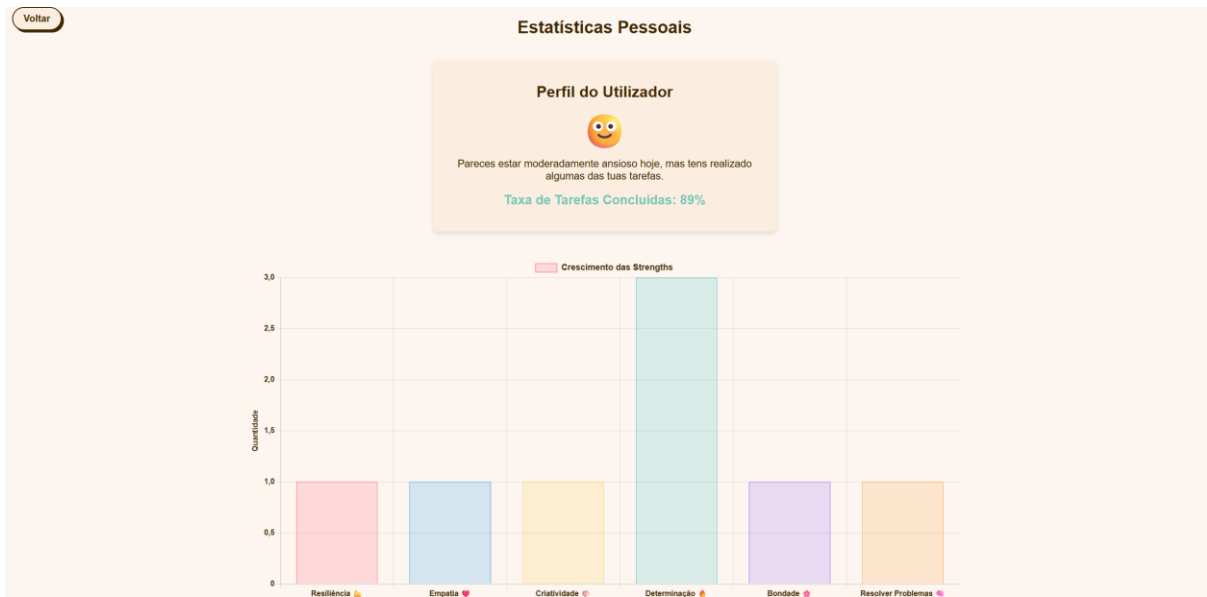 Voltar
Estatísticas Pessoais
Perfil do Utilizador
Pareces estar moderadamente ansioso hoje, mas tens realizado
algumas das tuas tarefas.
Taxa de Tarefas Concluídas: 89%
Crescimento das Strengths
3,0
2,5
2,0
1,5
1,0
0,5
0
Quantidade
Resiliência 💪
Empatia ❤️
Criatividade 🎨
Determinação 🔥
Bondade 🌸
Resolver Problemas 🧠